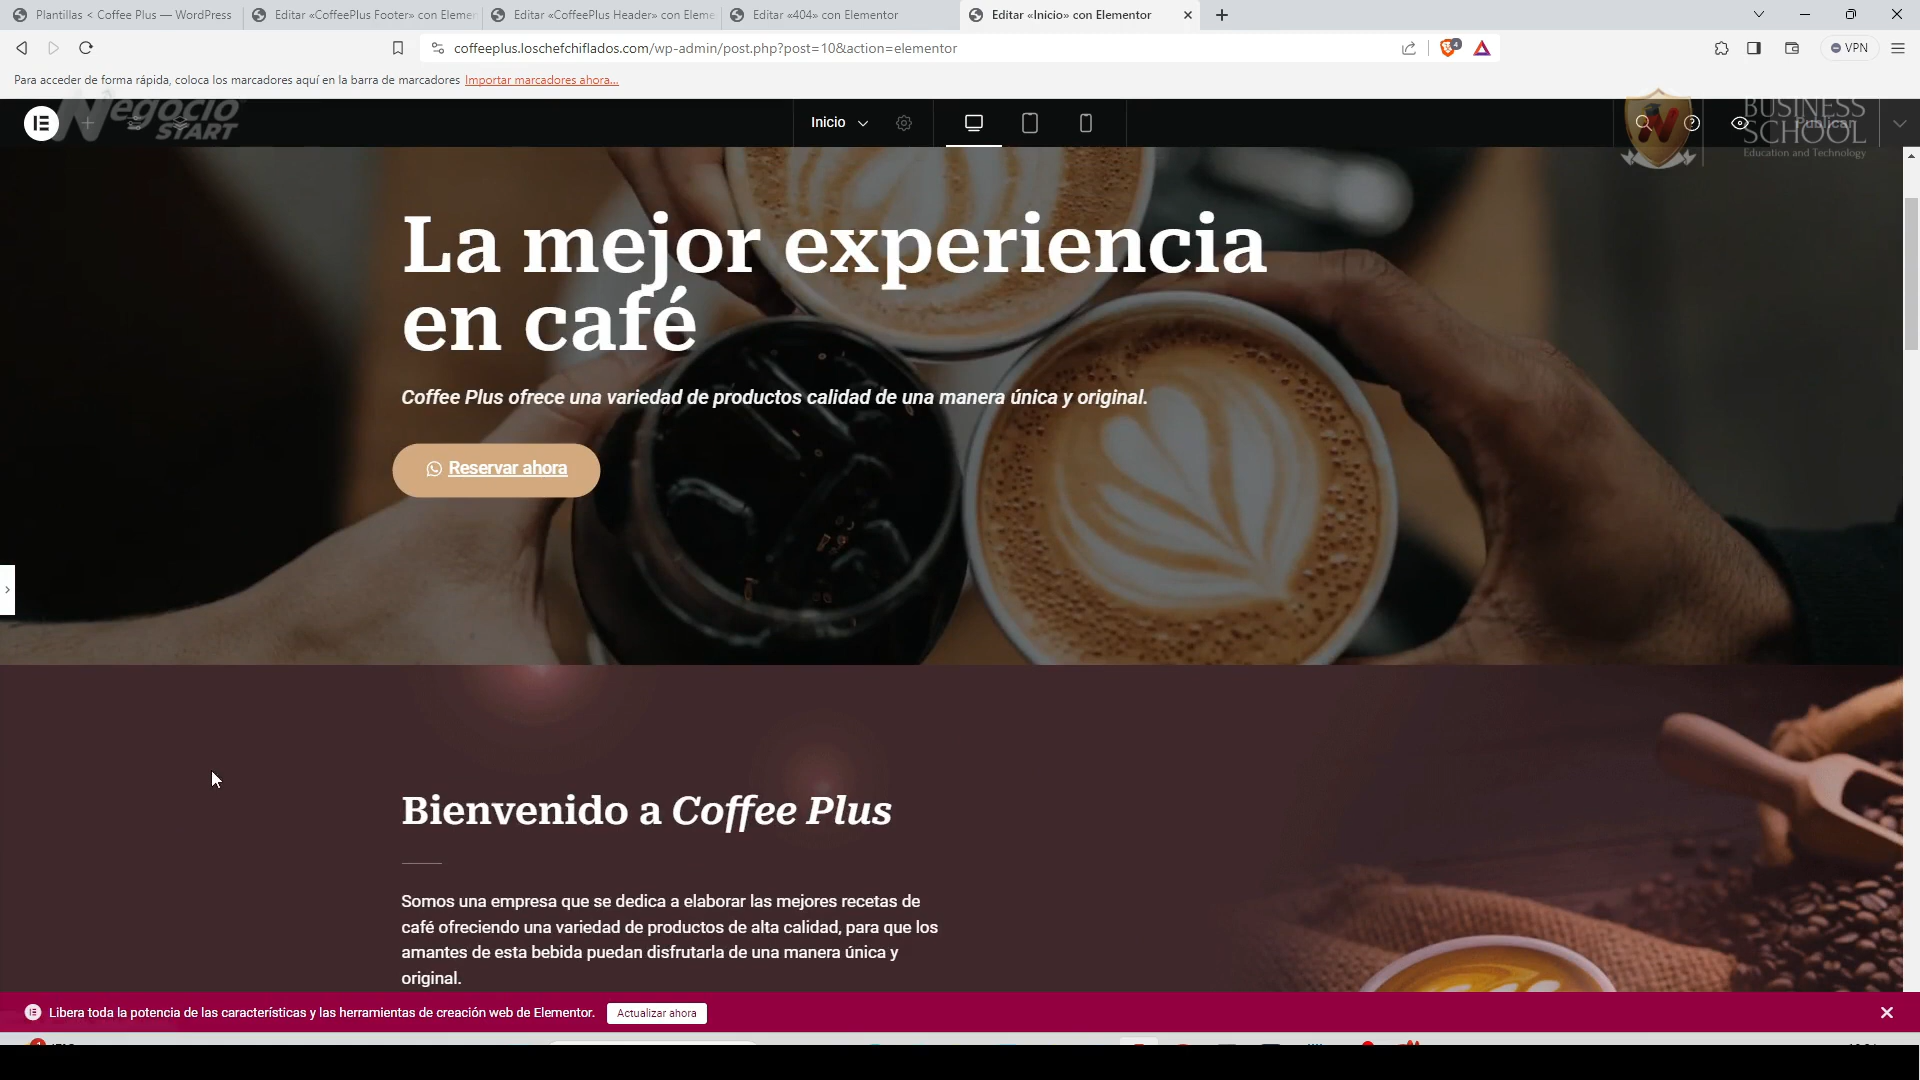 Plantillas < Coffee Plus — WordPress
Editar «CoffeePlus Footer» con Elemen
Editar «CoffeePlus Header» con Eleme
Editar «404» con Elementor
Editar «Inicio» con Elementor
coffeeplus.loschefchiflados.com/wp-admin/post.php?post=10&action=elementor
4
VPN
Para acceder de forma rápida, coloca los marcadores aquí en la barra de marcadores Importar marcadores ahora...
Negocio
START
Inicio
Publicar
BUSINESS
SCHOOL
Education and Technology
La mejor experiencia
en café
Coffee Plus ofrece una variedad de productos calidad de una manera única y original.
Reservar ahora
Bienvenido a Coffee Plus
Somos una empresa que se dedica a elaborar las mejores recetas de
café ofreciendo una variedad de productos de alta calidad, para que los
amantes de esta bebida puedan disfrutarla de una manera única y
original.
Libera toda la potencia de las características y las herramientas de creación web de Elementor.
Actualizar ahora